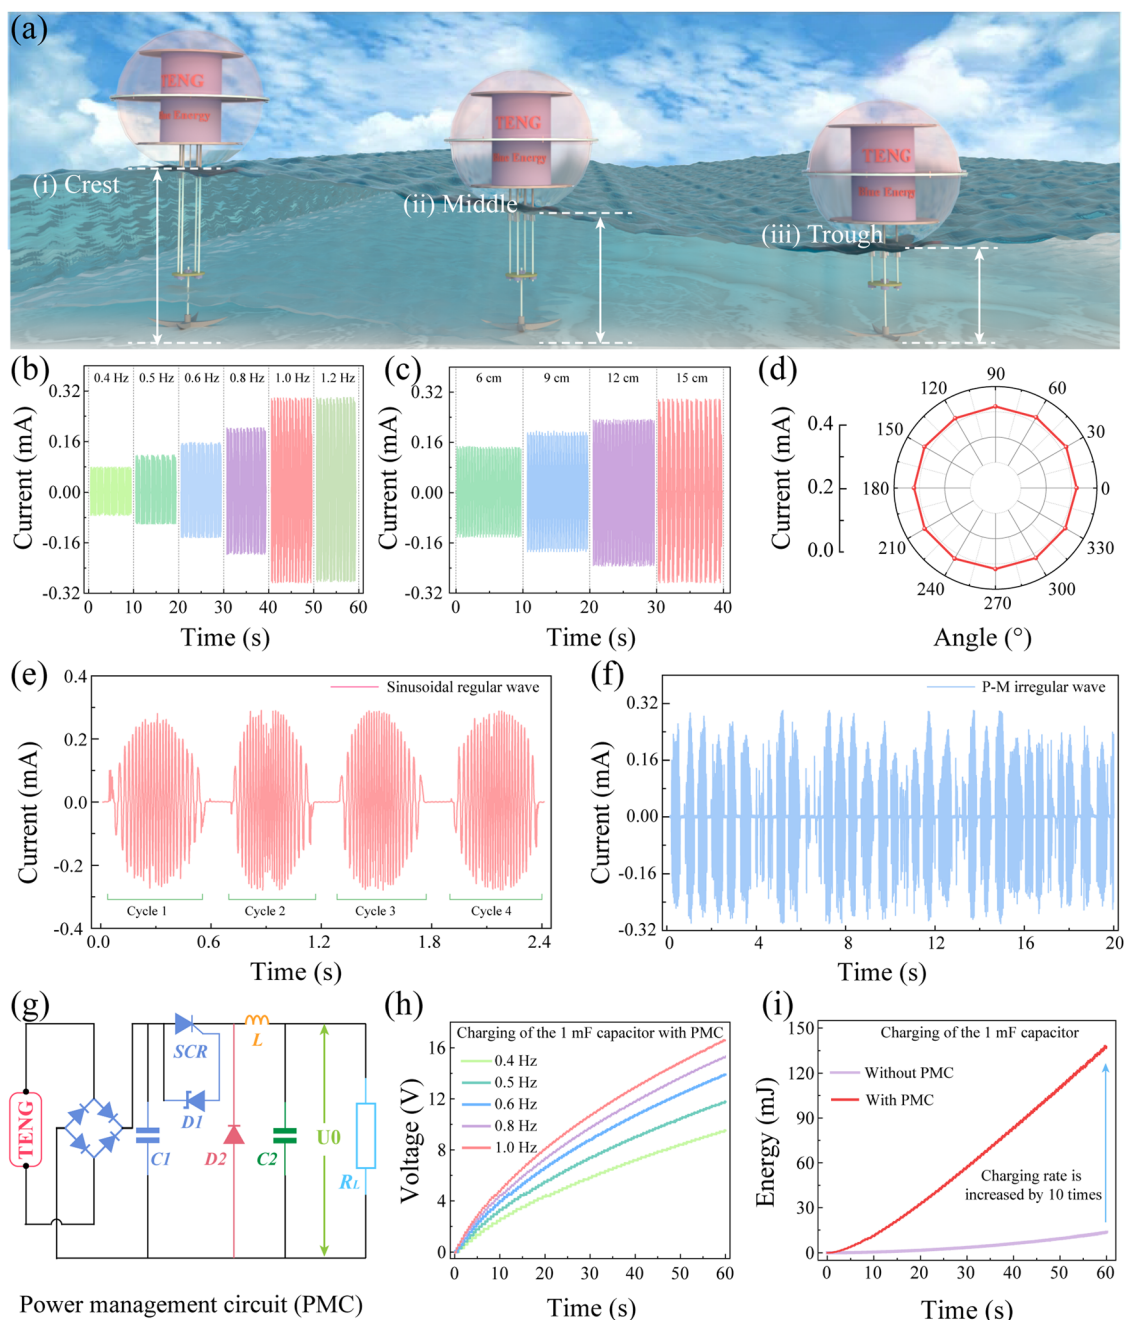 (a)
TENG
Blue Energy
TENG
Blue Energy
TENG
Blue Energy
(i) Crest
(ii) Middle
(iii) Trough
(b)
0.4 Hz 0.5 Hz 0.6 Hz 0.8 Hz 1.0 Hz 1.2 Hz
0.32
0.16
0.00
-0.16
-0.32
Current (mA)
0 10 20 30 40 50 60
Time (s)
(c)
6 cm 9 cm 12 cm 15 cm
0.32
0.16
0.00
-0.16
-0.32
Current (mA)
0 10 20 30 40
Time (s)
(d)
0.4
0.2
0.0
Current (mA)
90
120 60
150 30
180 0
210 330
240 300
270
Angle (°)
(e)
Sinusoidal regular wave
0.4
0.2
0.0
-0.2
-0.4
Current (mA)
Cycle 1 Cycle 2 Cycle 3 Cycle 4
0.0 0.6 1.2 1.8 2.4
Time (s)
(f)
P-M irregular wave
0.32
0.16
0.00
-0.16
-0.32
Current (mA)
0 4 8 12 16 20
Time (s)
(g)
SCR
L
D1
TENG
C1
D2
C2
U0
RL
Power management circuit (PMC)
(h)
Charging of the 1 mF capacitor with PMC
16
12
8
4
0
Voltage (V)
0.4 Hz
0.5 Hz
0.6 Hz
0.8 Hz
1.0 Hz
0 10 20 30 40 50 60
Time (s)
(i)
Charging of the 1 mF capacitor
150
120
90
60
30
0
Energy (mJ)
Without PMC
With PMC
Charging rate is
increased by 10 times
0 10 20 30 40 50 60
Time (s)